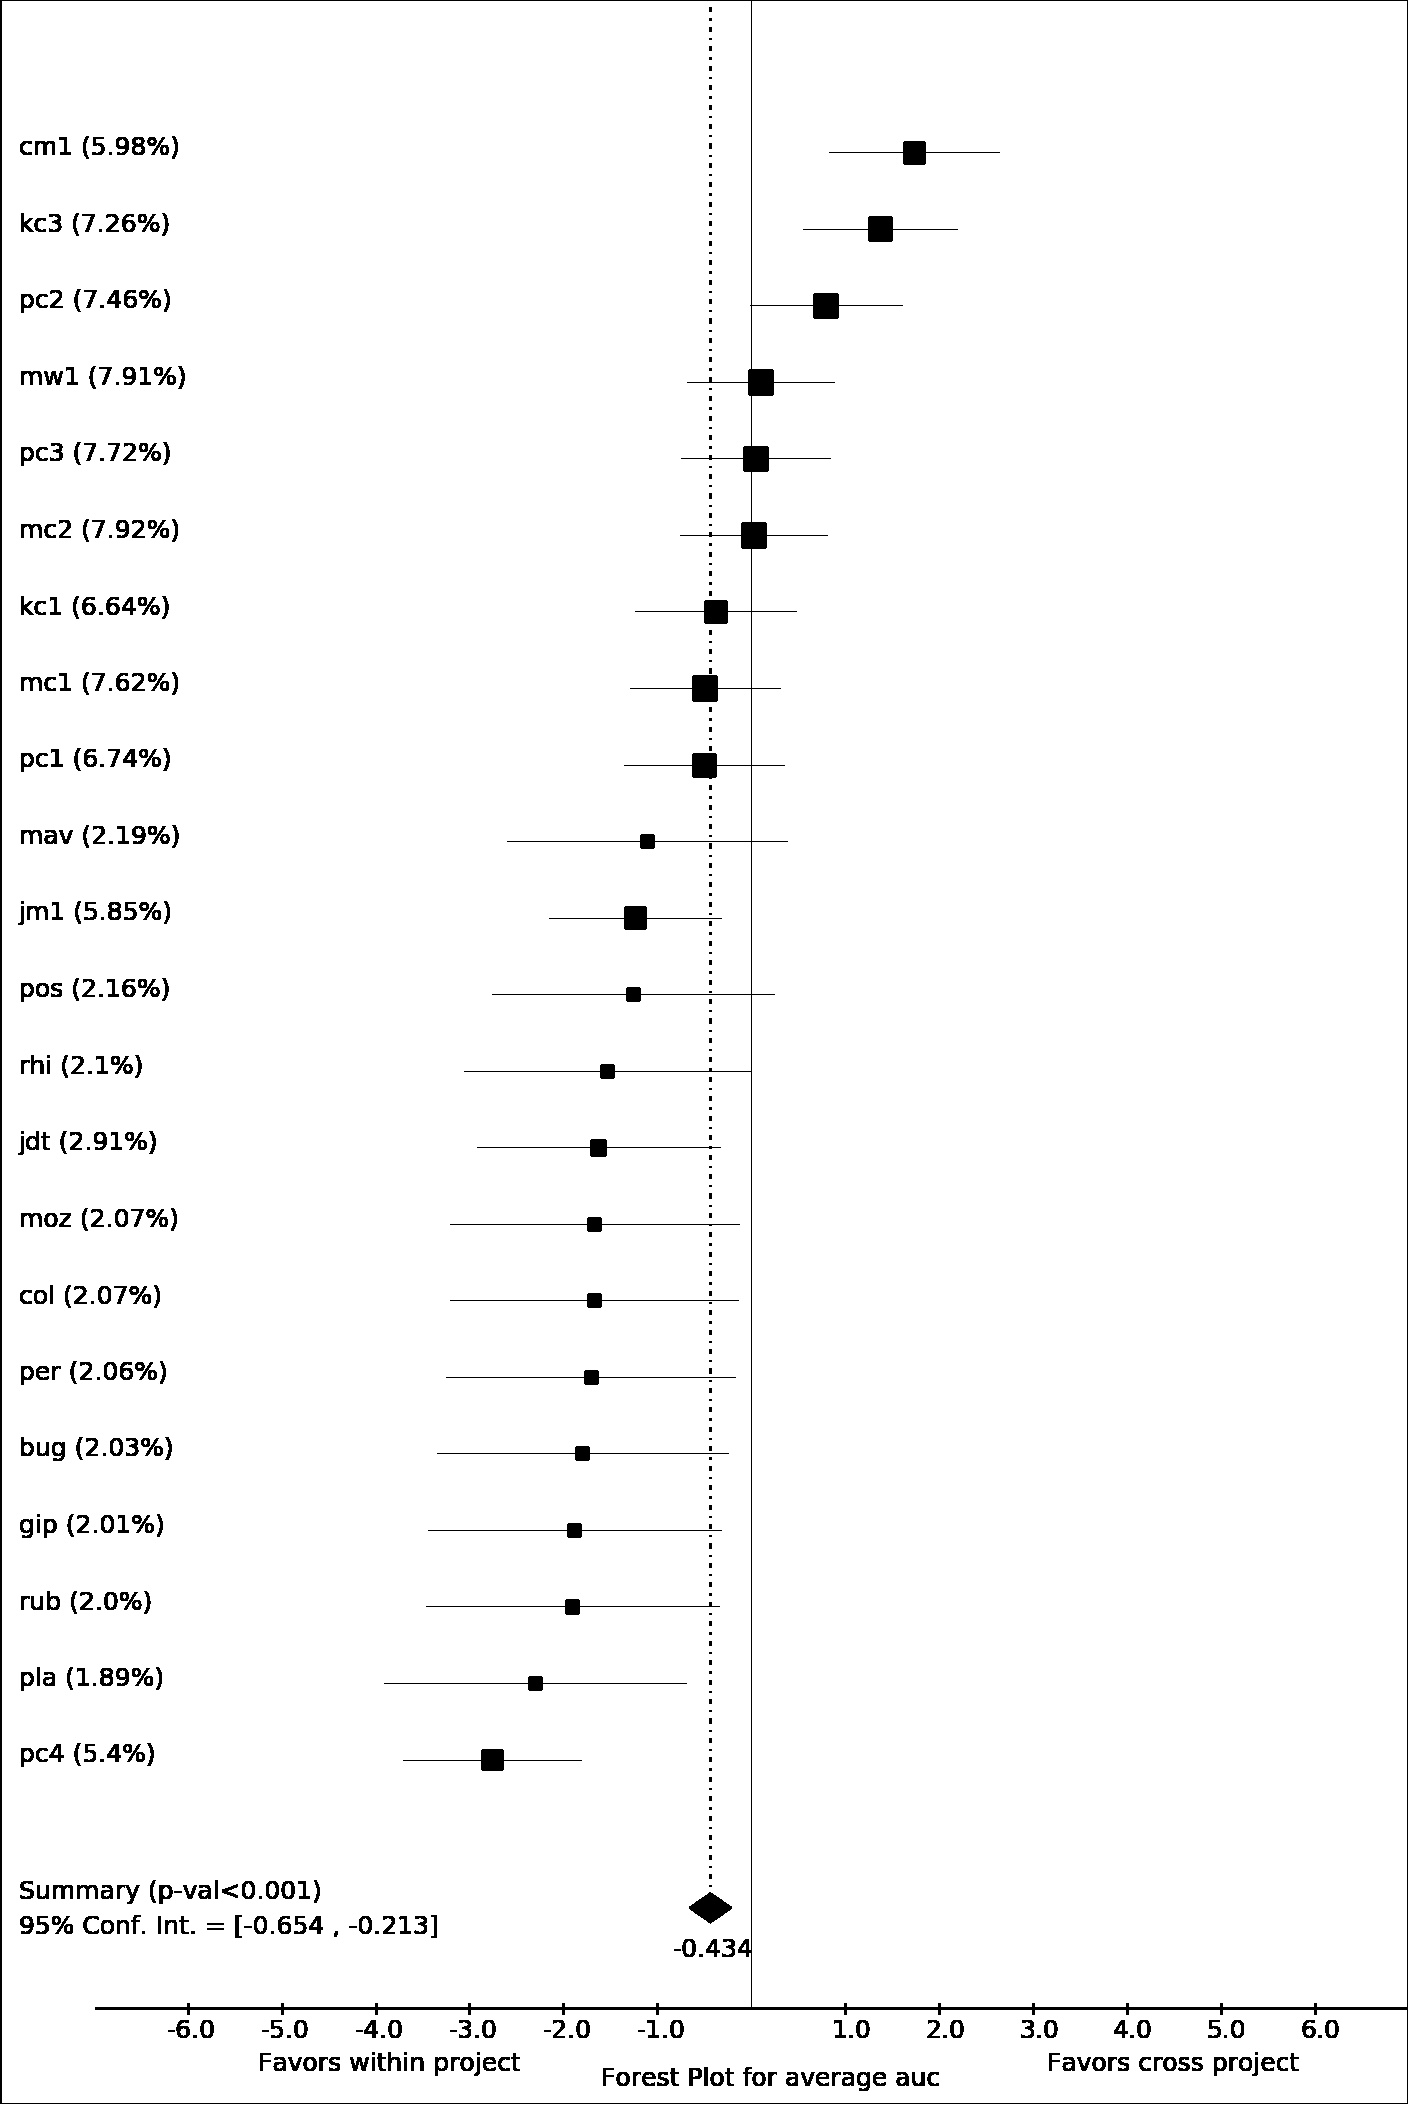 cm1 (5.98%)
kc3 (7.26%)
pc2 (7.46%)
mw1 (7.91%)
pc3 (7.72%)
mc2 (7.92%)
kc1 (6.64%)
mc1 (7.62%)
pc1 (6.74%)
mav (2.19%)
jm1 (5.85%)
pos (2.16%)
rhi (2.1%)
jdt (2.91%)
moz (2.07%)
col (2.07%)
per (2.06%)
bug (2.03%)
gip (2.01%)
rub (2.0%)
pla (1.89%)
pc4 (5.4%)
Summary (p-val<0.001)
95% Conf. Int. = [-0.654 , -0.213]
-0.434
-6.0 -5.0 -4.0 -3.0 -2.0 -1.0 1.0 2.0 3.0 4.0 5.0 6.0
Favors within project Favors cross project
Forest Plot for average auc